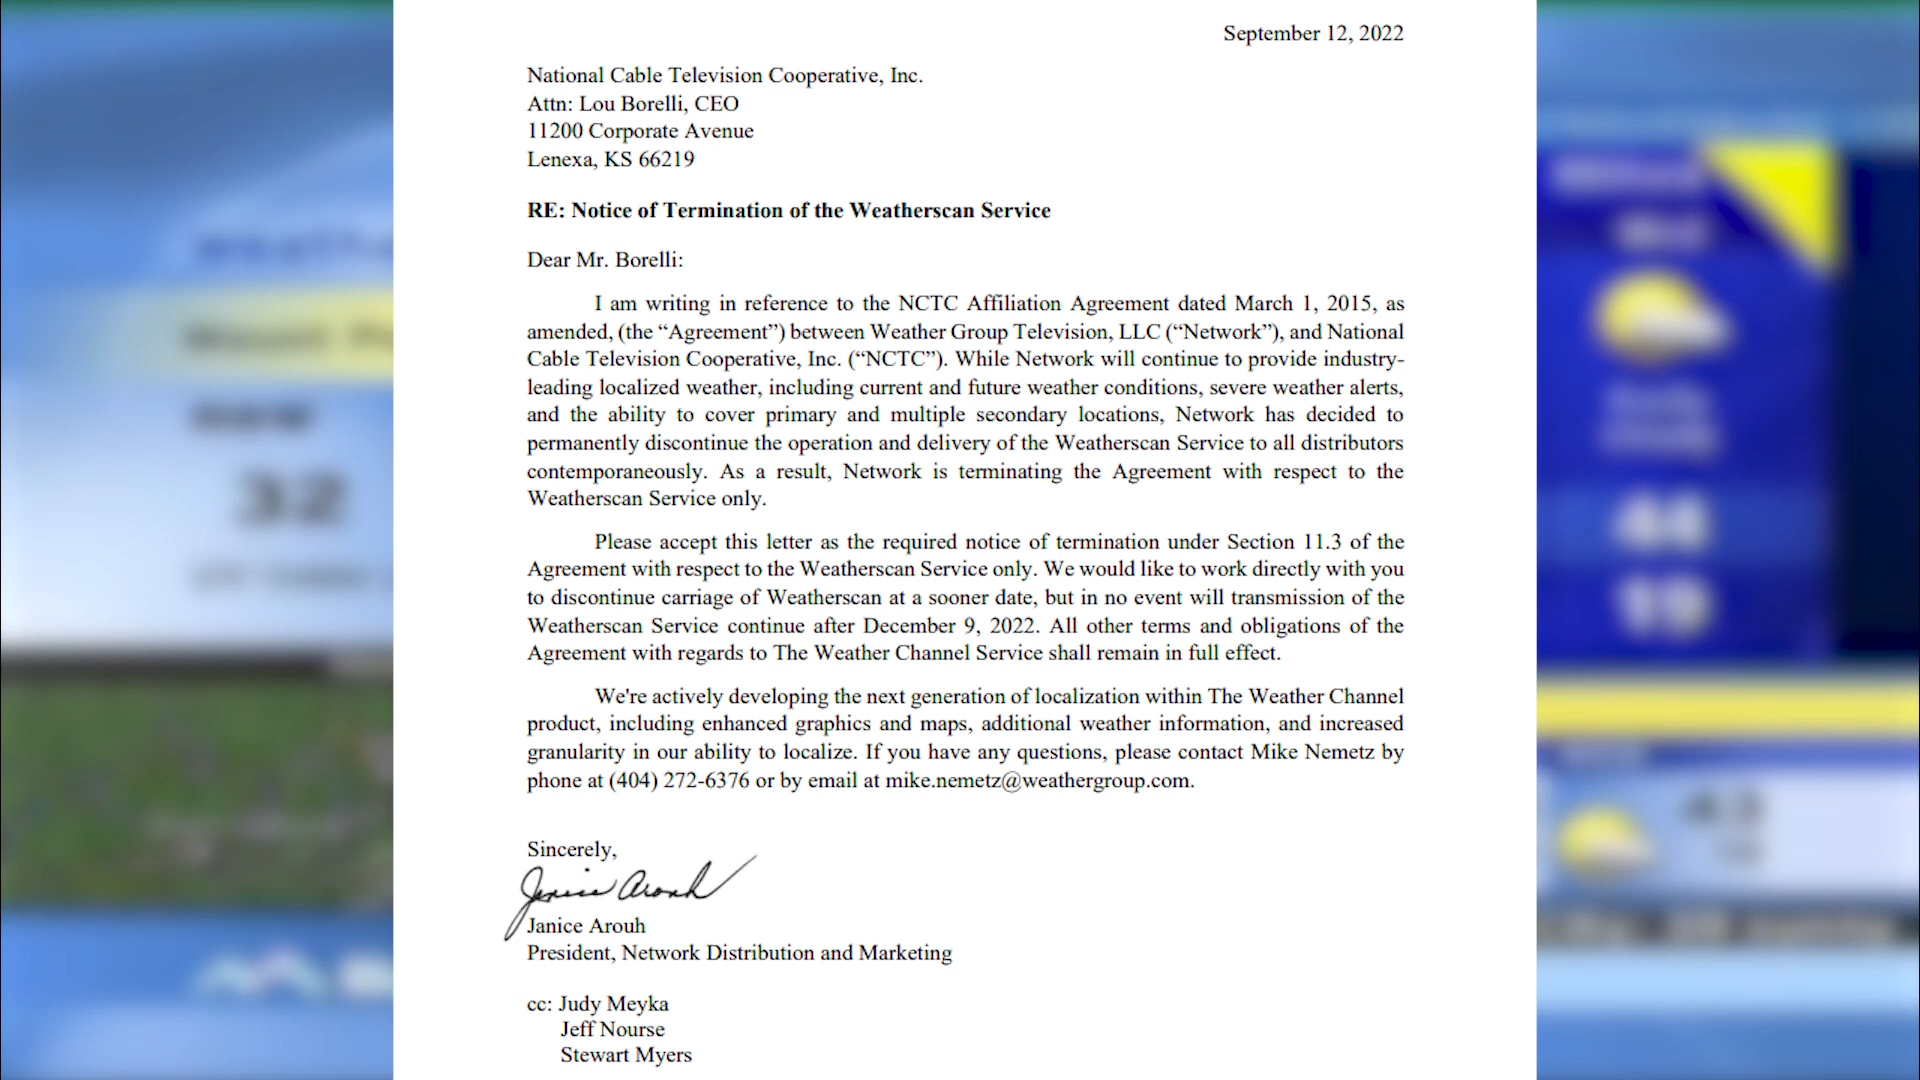 September 12, 2022
National Cable Television Cooperative, Inc.
Attn: Lou Borelli, CEO
11200 Corporate Avenue
Lenexa, KS 66219
RE: Notice of Termination of the Weatherscan Service
Dear Mr. Borelli:
I am writing in reference to the NCTC Affiliation Agreement dated March 1, 2015, as
amended, (the “Agreement”) between Weather Group Television, LLC (“Network”), and National
Cable Television Cooperative, Inc. (“NCTC”). While Network will continue to provide industry-
leading localized weather, including current and future weather conditions, severe weather alerts,
and the ability to cover primary and multiple secondary locations, Network has decided to
permanently discontinue the operation and delivery of the Weatherscan Service to all distributors
contemporaneously. As a result, Network is terminating the Agreement with respect to the
Weatherscan Service only.
Please accept this letter as the required notice of termination under Section 11.3 of the
Agreement with respect to the Weatherscan Service only. We would like to work directly with you
to discontinue carriage of Weatherscan at a sooner date, but in no event will transmission of the
Weatherscan Service continue after December 9, 2022. All other terms and obligations of the
Agreement with regards to The Weather Channel Service shall remain in full effect.
We're actively developing the next generation of localization within The Weather Channel
product, including enhanced graphics and maps, additional weather information, and increased
granularity in our ability to localize. If you have any questions, please contact Mike Nemetz by
phone at (404) 272-6376 or by email at mike.nemetz@weathergroup.com.
Sincerely,
Janice Arouh
Janice Arouh
President, Network Distribution and Marketing
cc: Judy Meyka
Jeff Nourse
Stewart Myers
now
32
44
19